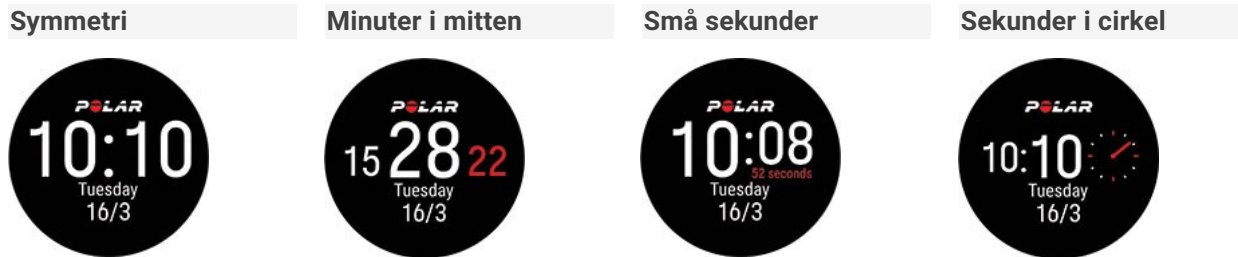 Symmetri
Minuter i mitten
Små sekunder
Sekunder i cirkel
POLAR
10:10
Tuesday
16/3
POLAR
15 28 22
Tuesday
16/3
POLAR
10:08
52 seconds
Tuesday
16/3
POLAR
10:10
Tuesday
16/3